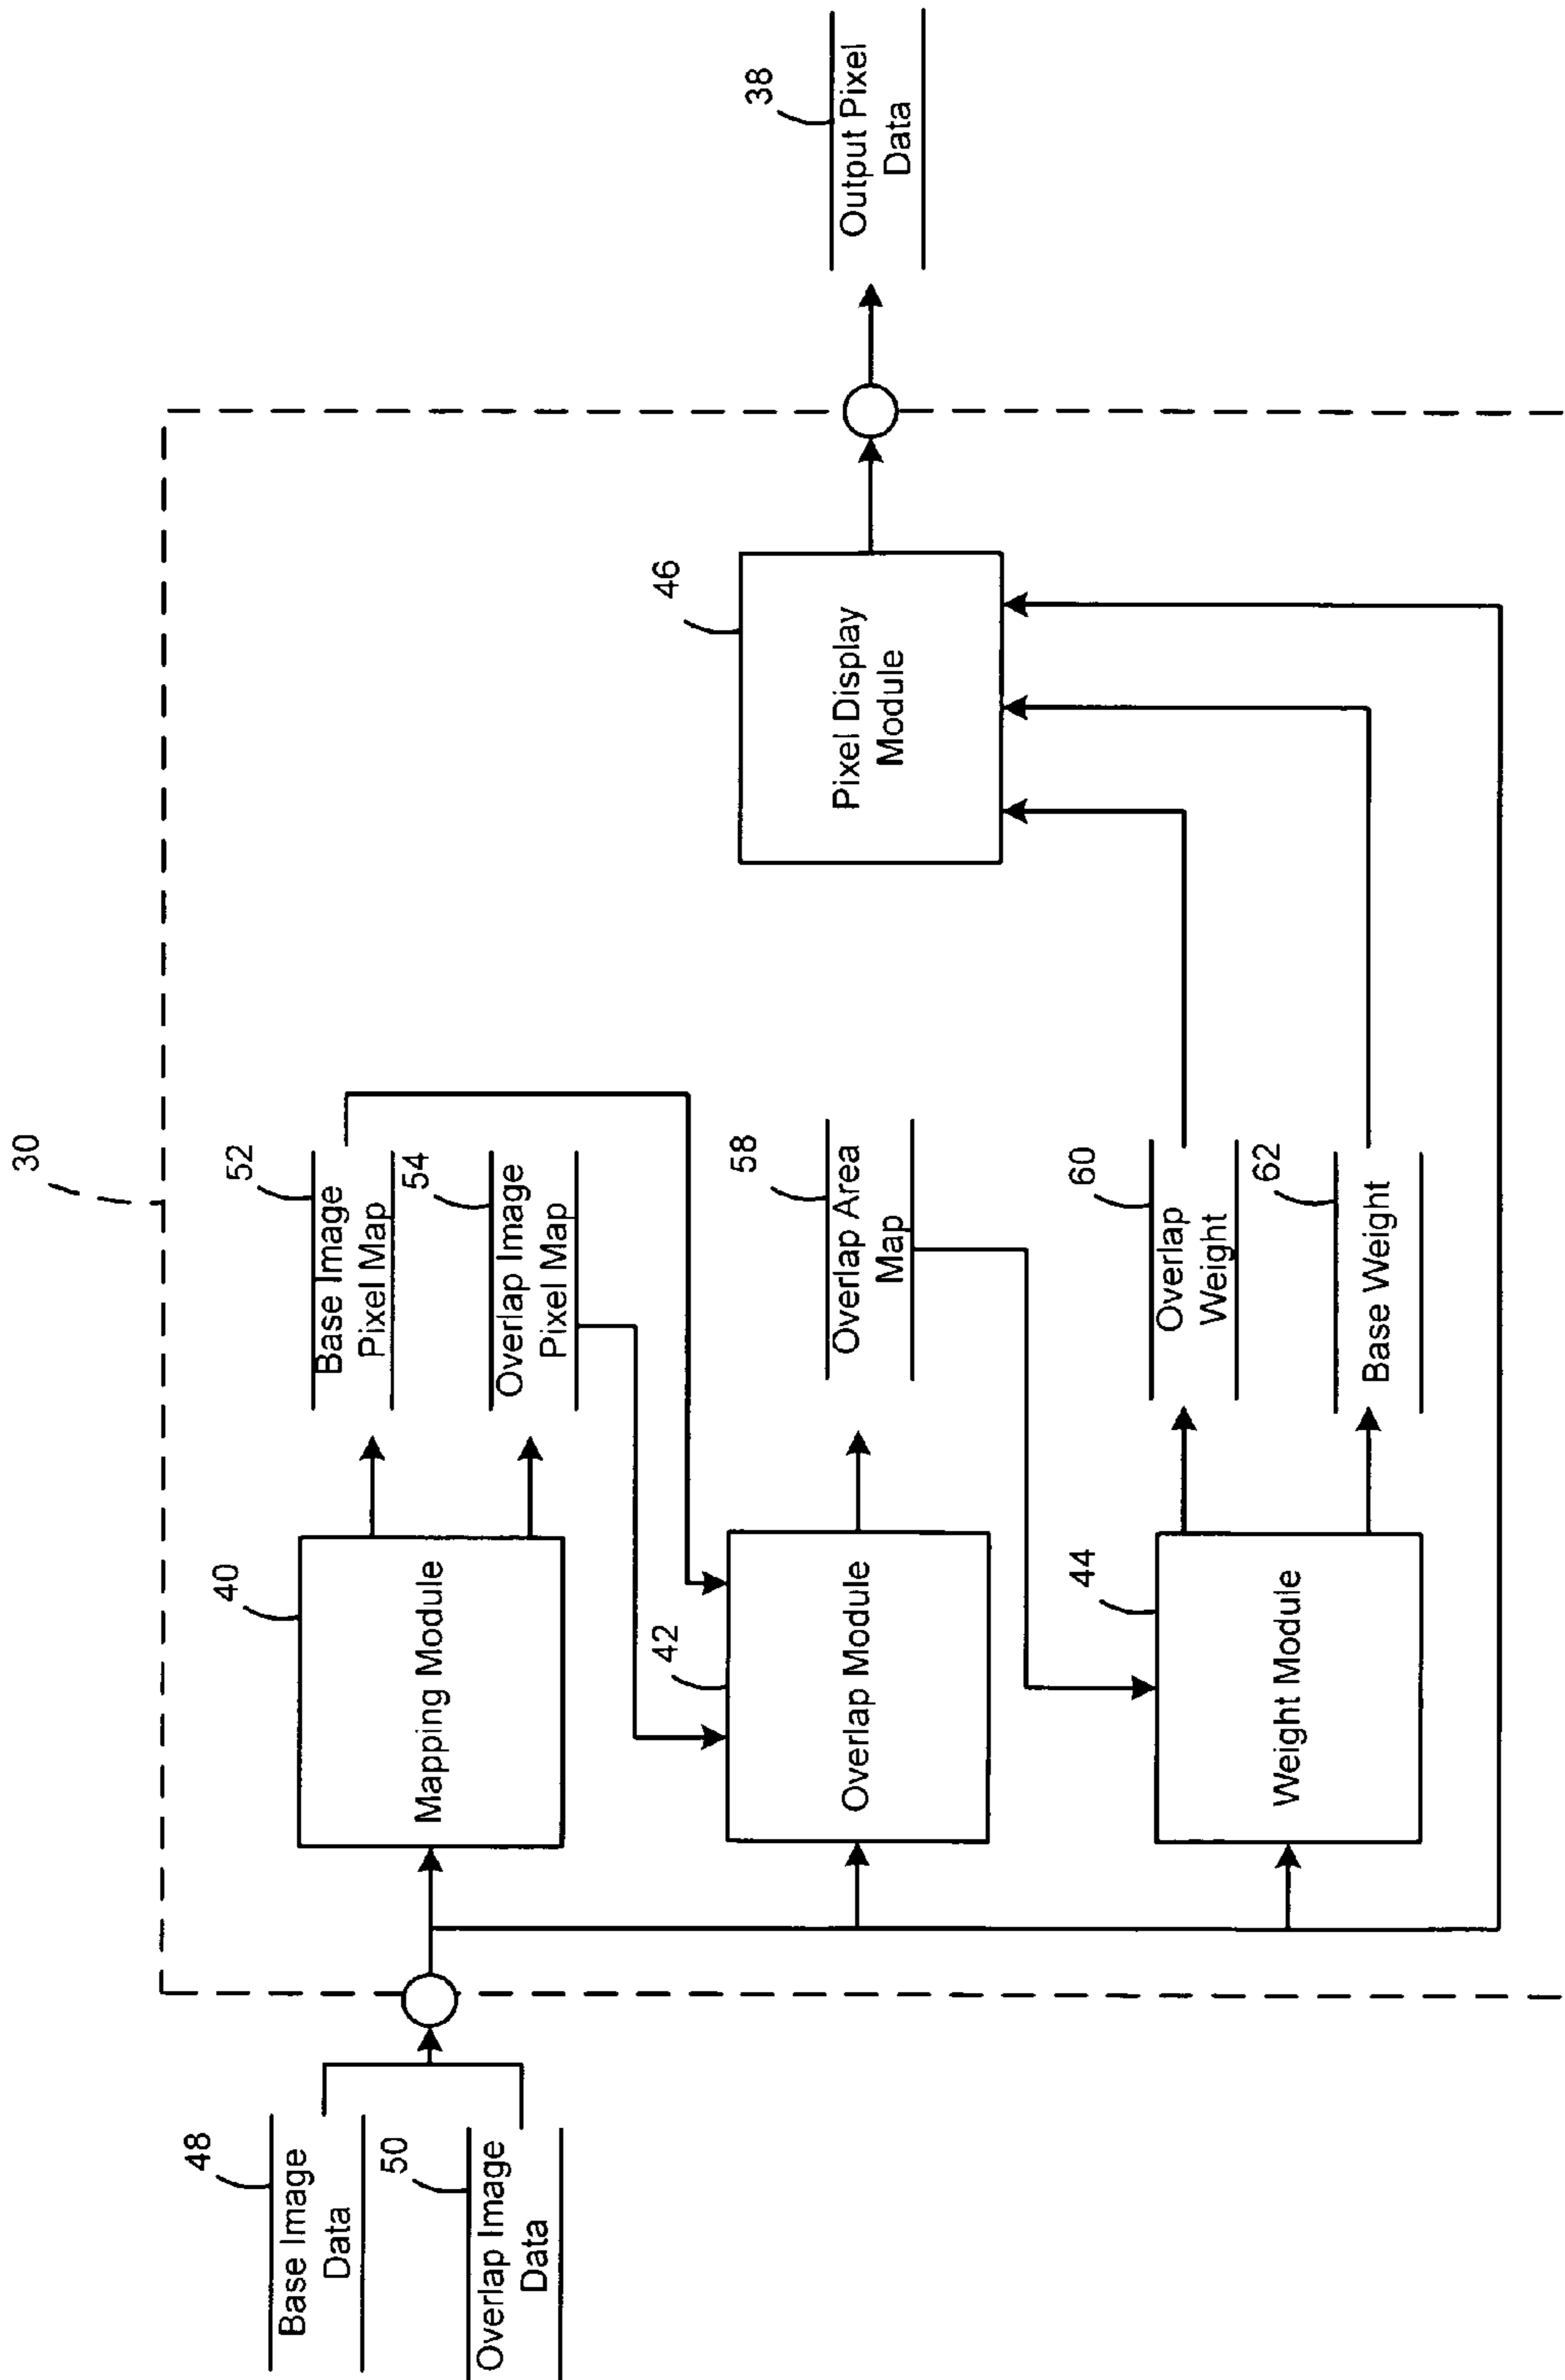 30
48
Base Image
Data
50
Overlap Image
Data
40
Mapping Module
52
Base Image
Pixel Map
54
Overlap Image
Pixel Map
42
Overlap Module
58
Overlap Area
Map
44
Weight Module
60
Overlap
Weight
62
Base Weight
46
Pixel Display
Module
38
Output Pixel
Data